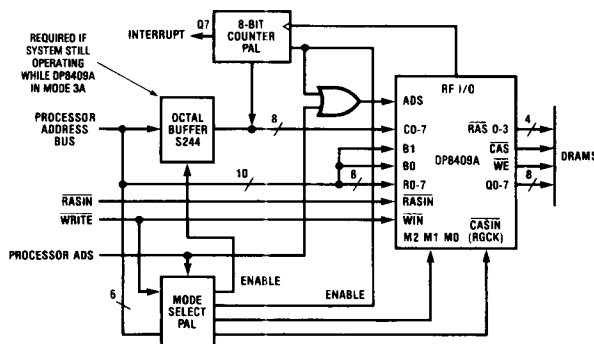 Q7
INTERRUPT
8-BIT
COUNTER
PAL
REQUIRED IF
SYSTEM STILL
OPERATING
WHILE DP8409A
IN MODE 3A
PROCESSOR
ADDRESS
BUS
OCTAL
BUFFER
S244
8
10
8
ADS
C0-7
B1
B0
R0-7
RASIN
WIN
RF I/O
DP8409A
RAS 0-3
CAS
WE
Q0-7
CASIN
M2 M1 M0 (RGCK)
4
8
DRAMS
RASIN
WRITE
PROCESSOR ADS
ENABLE
ENABLE
6
MODE
SELECT
PAL